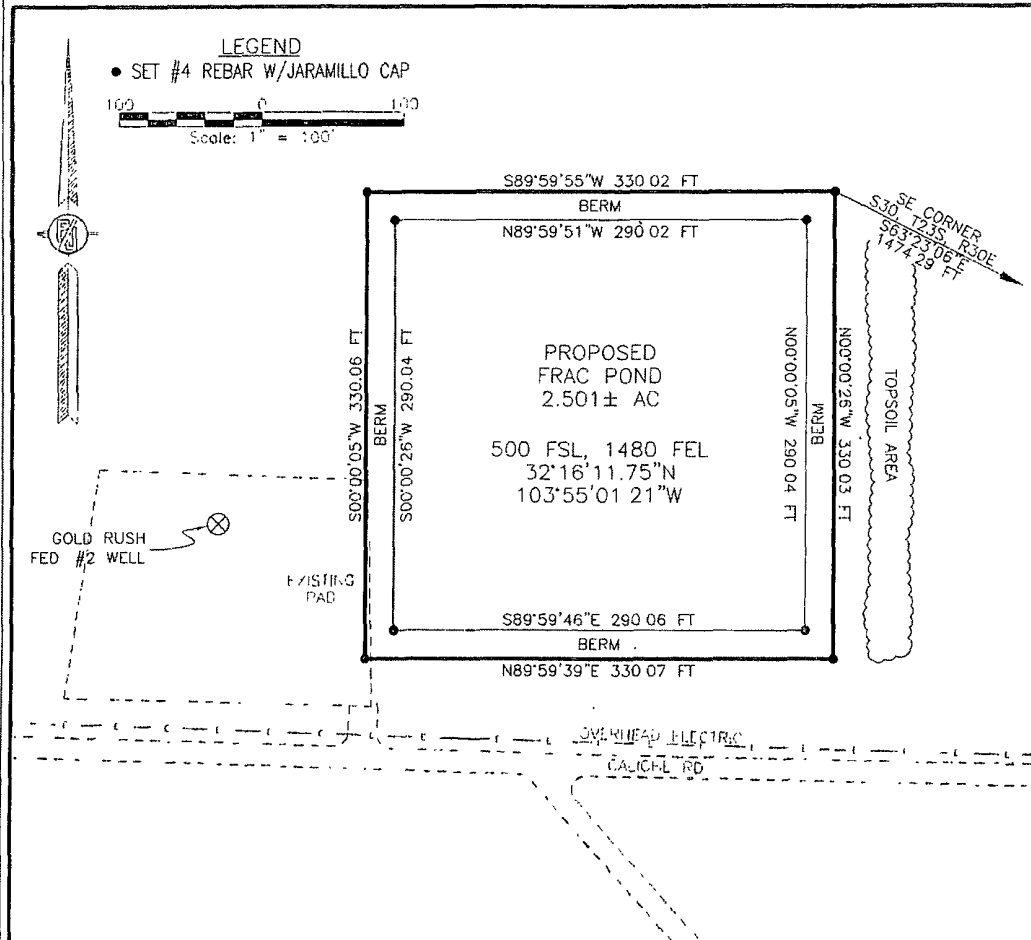 LEGEND
● SET #4 REBAR W/JARAMILLO CAP
100 0 100
Scale: 1" = 100'
S89°59'55"W 330 02 FT
BERM
N89°59'51"W 290 02 FT
SE CORNER
S30, T23S, R30E
S63°23'06"E
1474 29 FT
S00°00'05"W 330.06 FT
BERM
S00°00'26"W 290.04 FT
PROPOSED
FRAC POND
2.501± AC
500 FSL, 1480 FEL
32°16'11.75"N
103°55'01 21"W
N00°00'05"W 290 04 FT
BERM
N00°00'26"W 330 03 FT
TOPSOIL AREA
GOLD RUSH
FED #2 WELL
EXISTING
PAD
S89°59'46"E 290 06 FT
BERM
N89°59'39"E 330 07 FT
OVERHEAD ELECTRIC
CALICHE RD